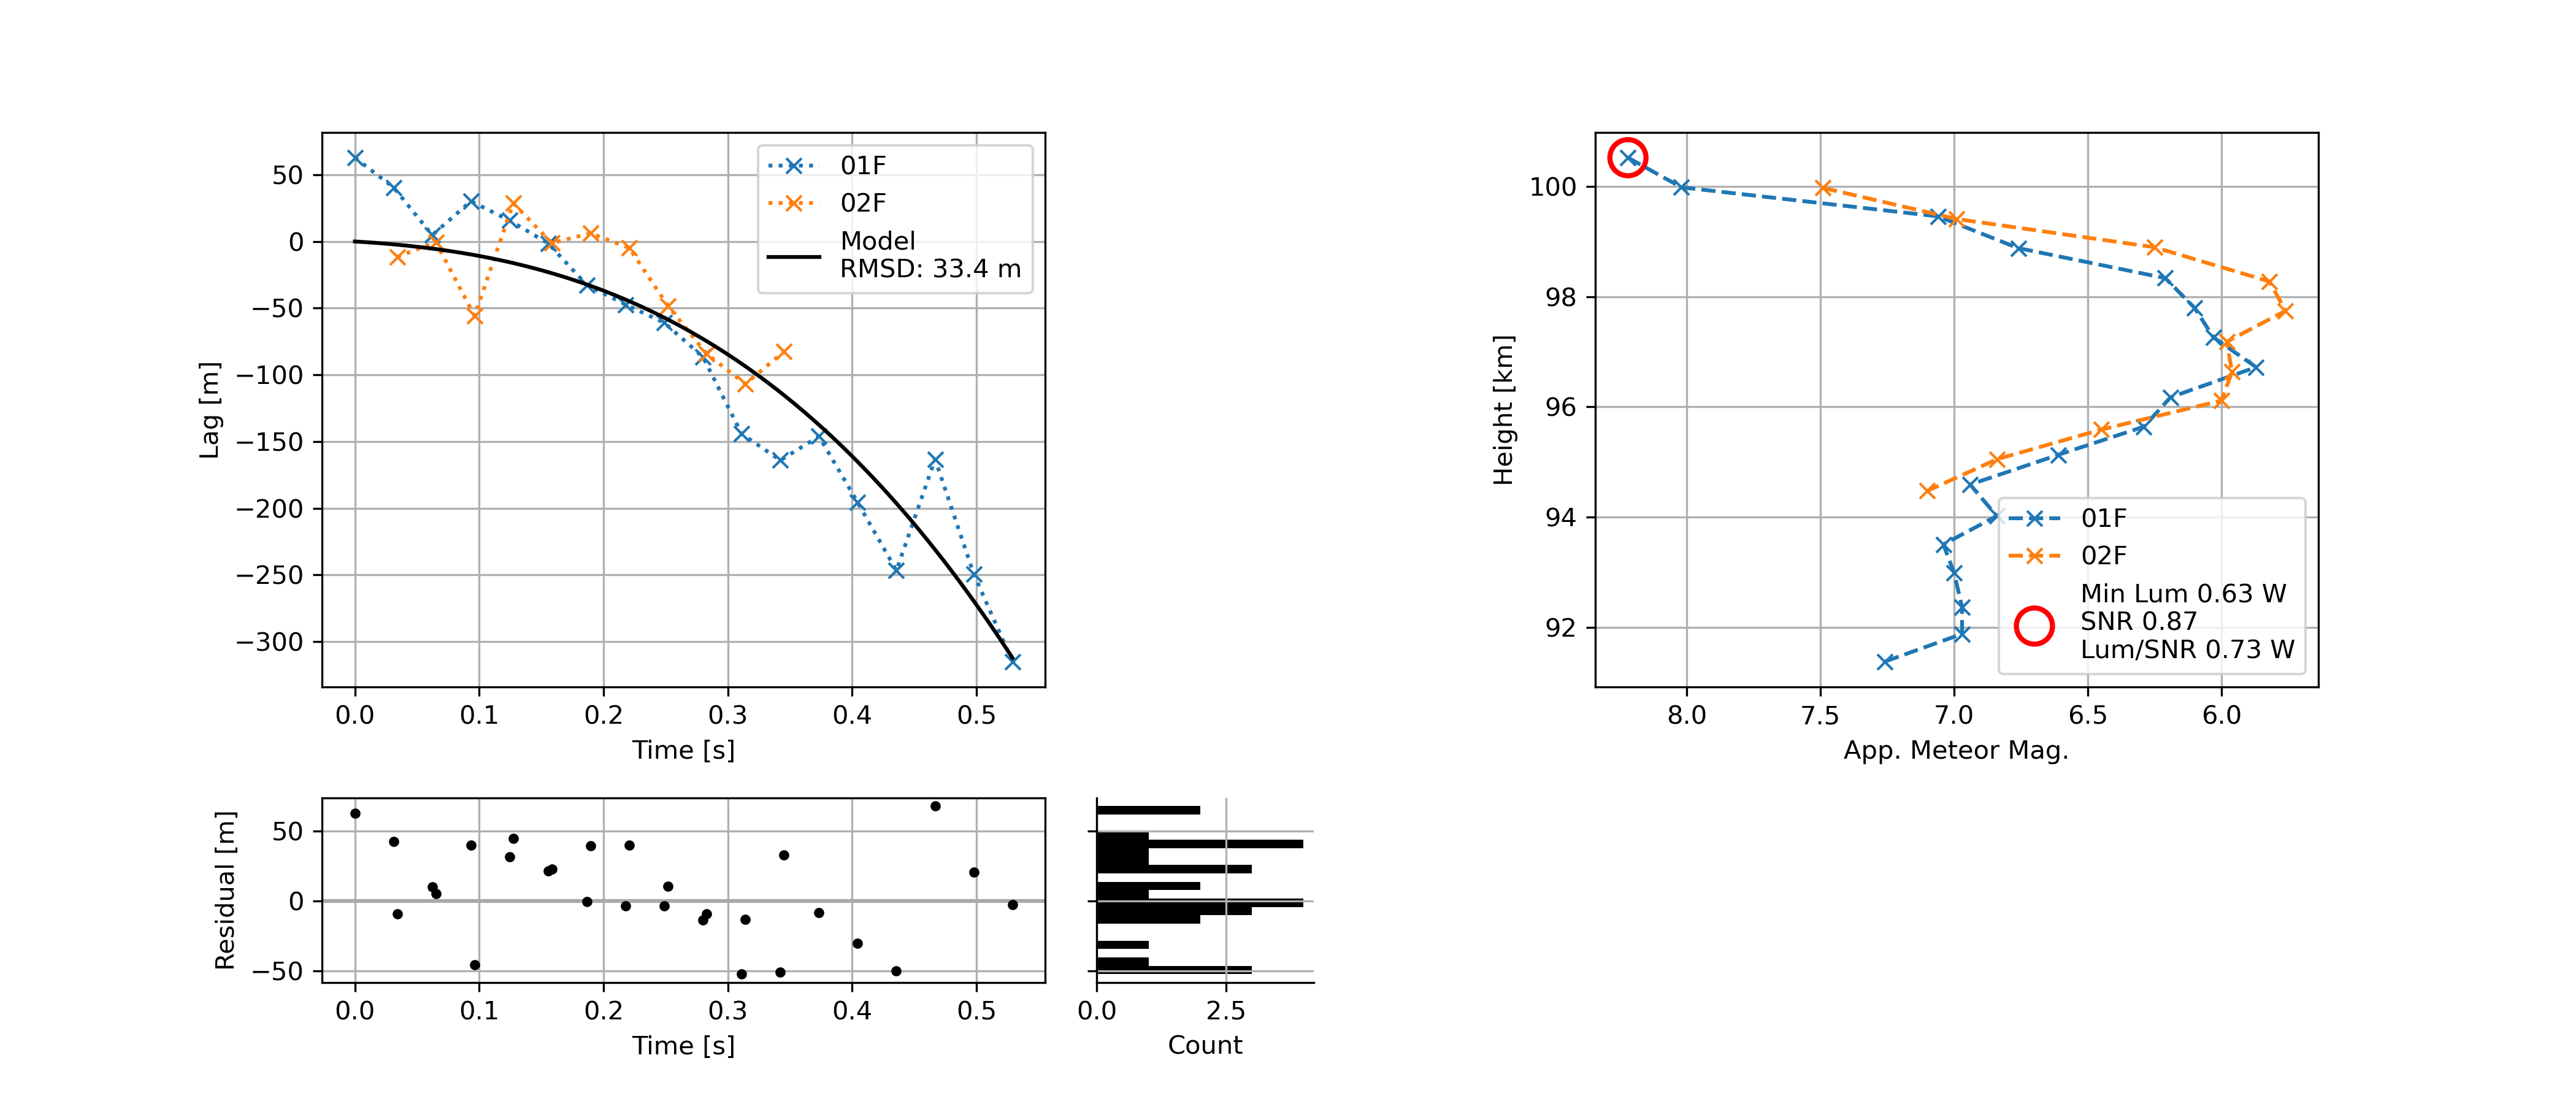 50
0
−50
−100
−150
−200
−250
−300
Lag [m]
0.0 0.1 0.2 0.3 0.4 0.5
Time [s]
01F
02F
Model
RMSD: 33.4 m
100
98
96
94
92
Height [km]
8.0 7.5 7.0 6.5 6.0
App. Meteor Mag.
01F
02F
Min Lum 0.63 W
SNR 0.87
Lum/SNR 0.73 W
50
0
−50
Residual [m]
0.0 0.1 0.2 0.3 0.4 0.5
Time [s]
0.0 2.5
Count